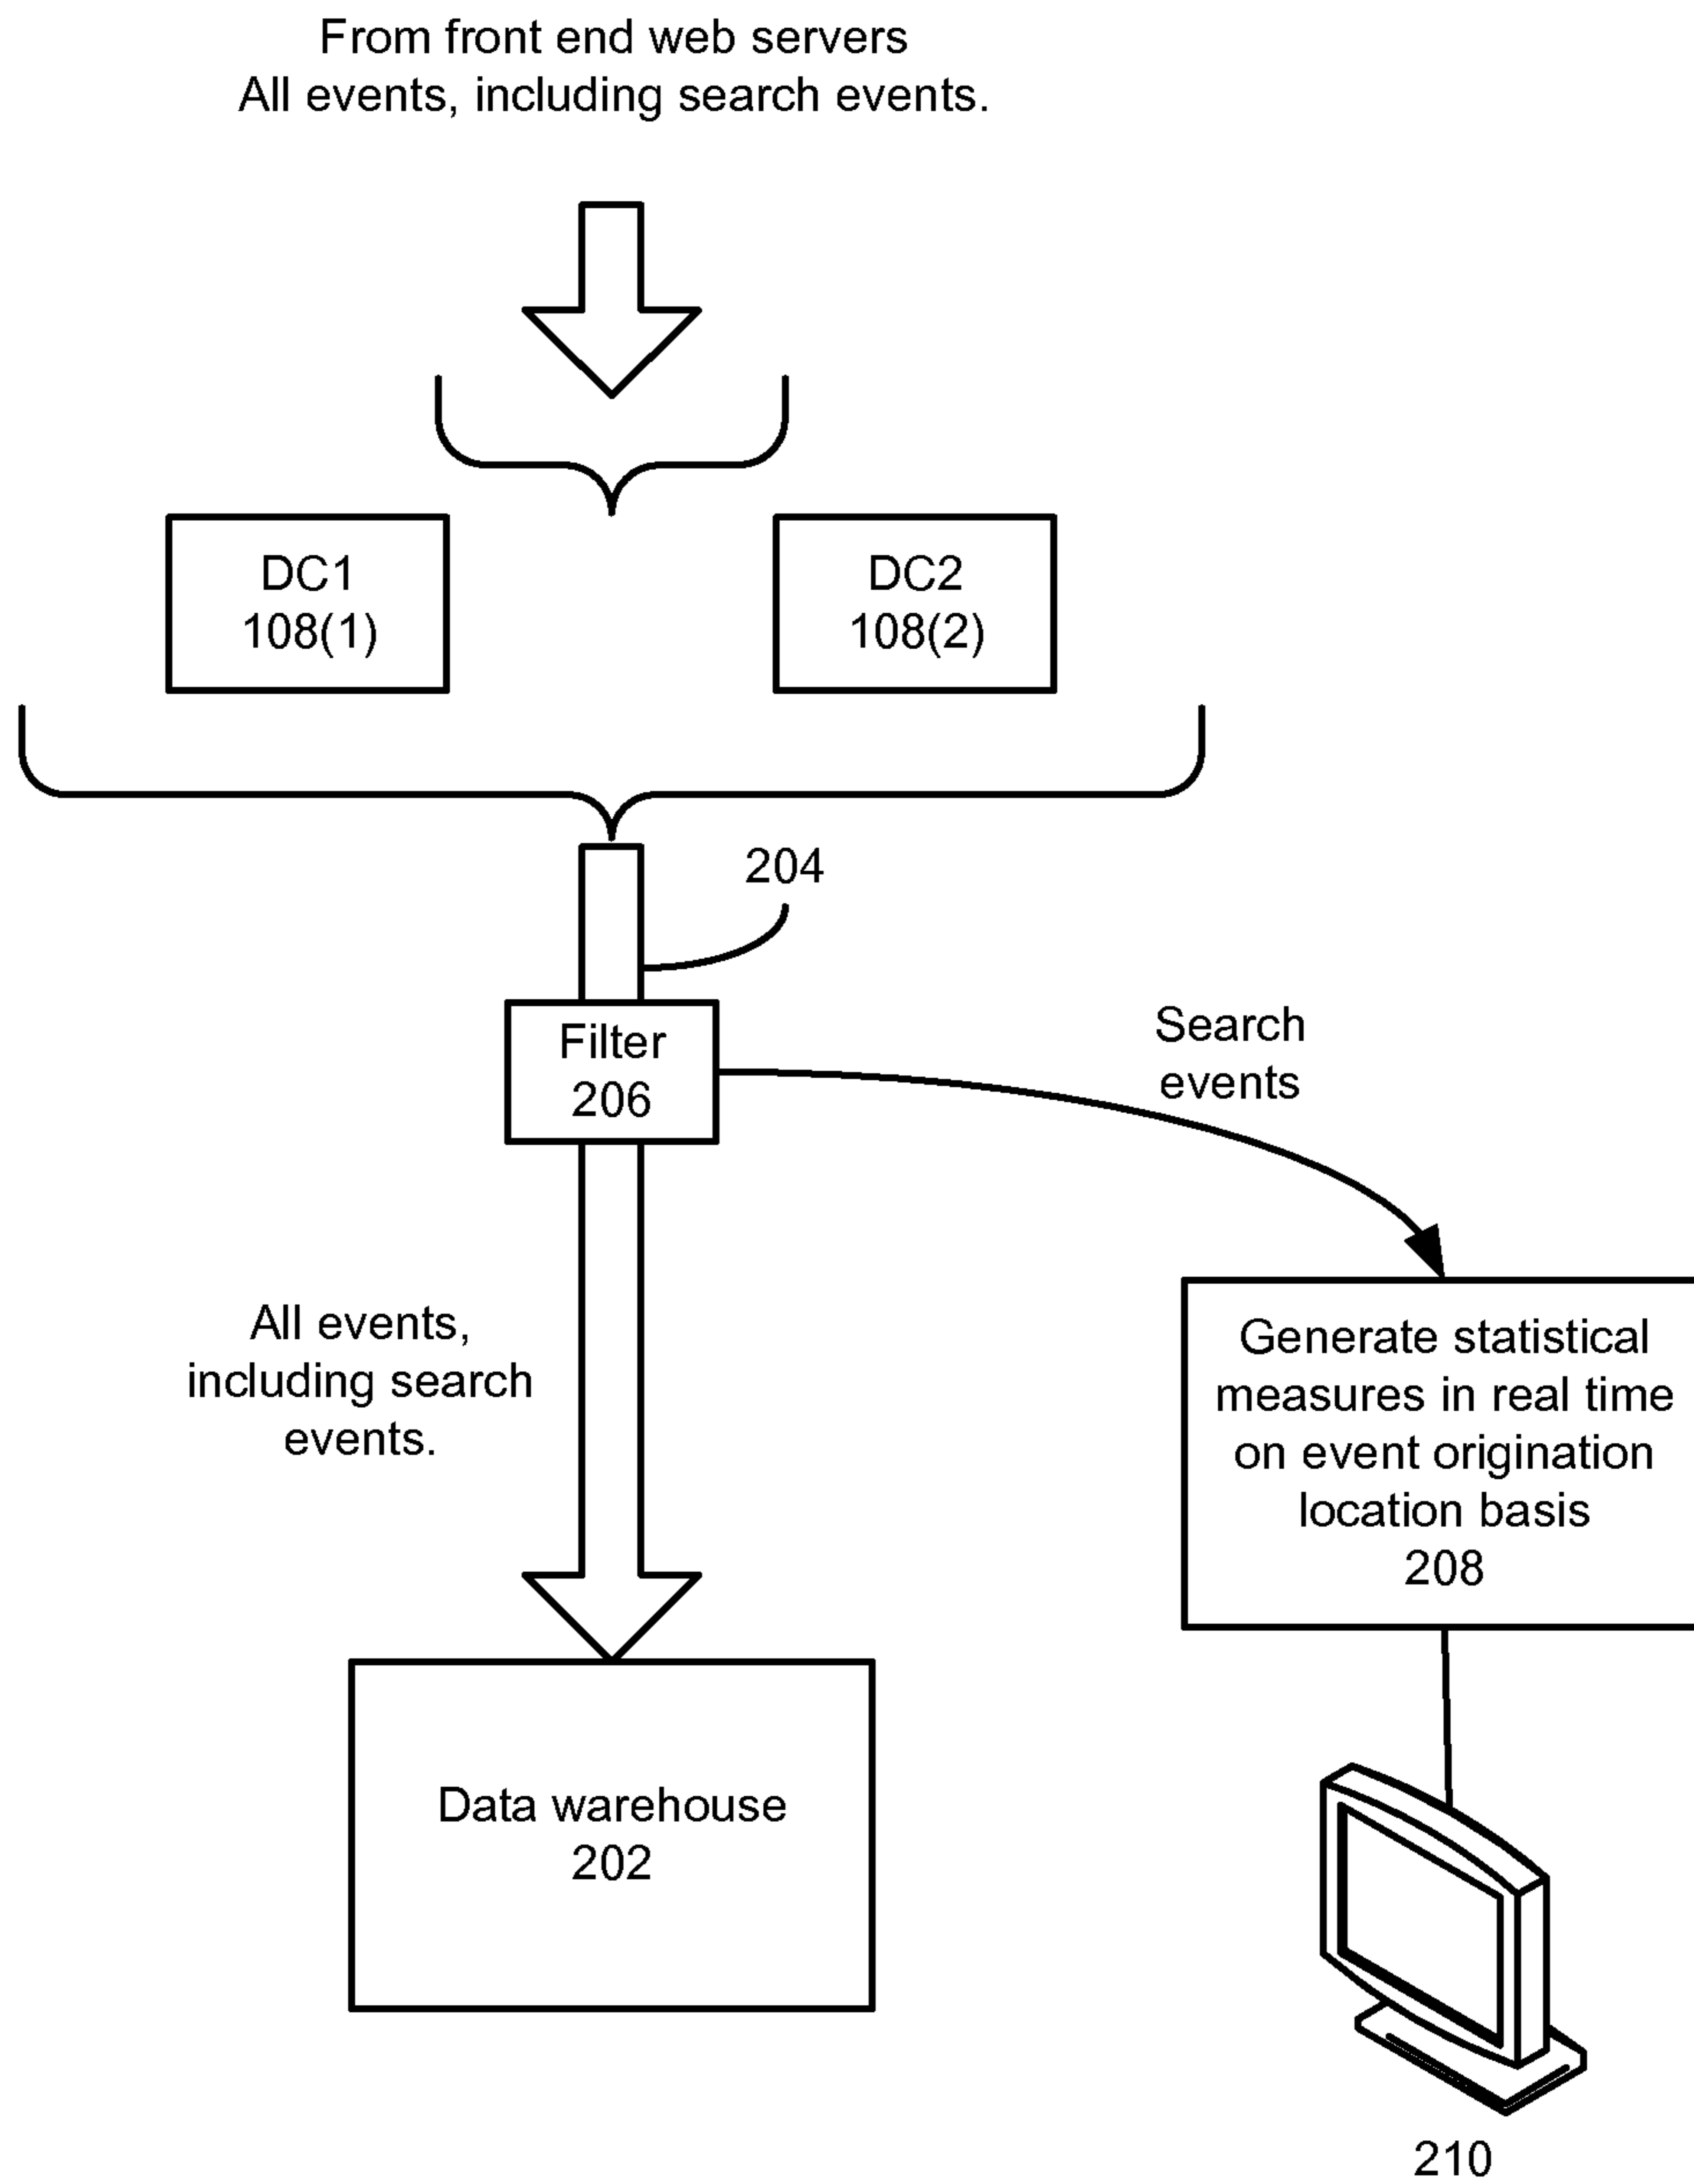 From front end web servers
All events, including search events.
DC1
108(1)
DC2
108(2)
204
Filter
206
Search
events
All events,
including search
events.
Generate statistical
measures in real time
on event origination
location basis
208
Data warehouse
202
210